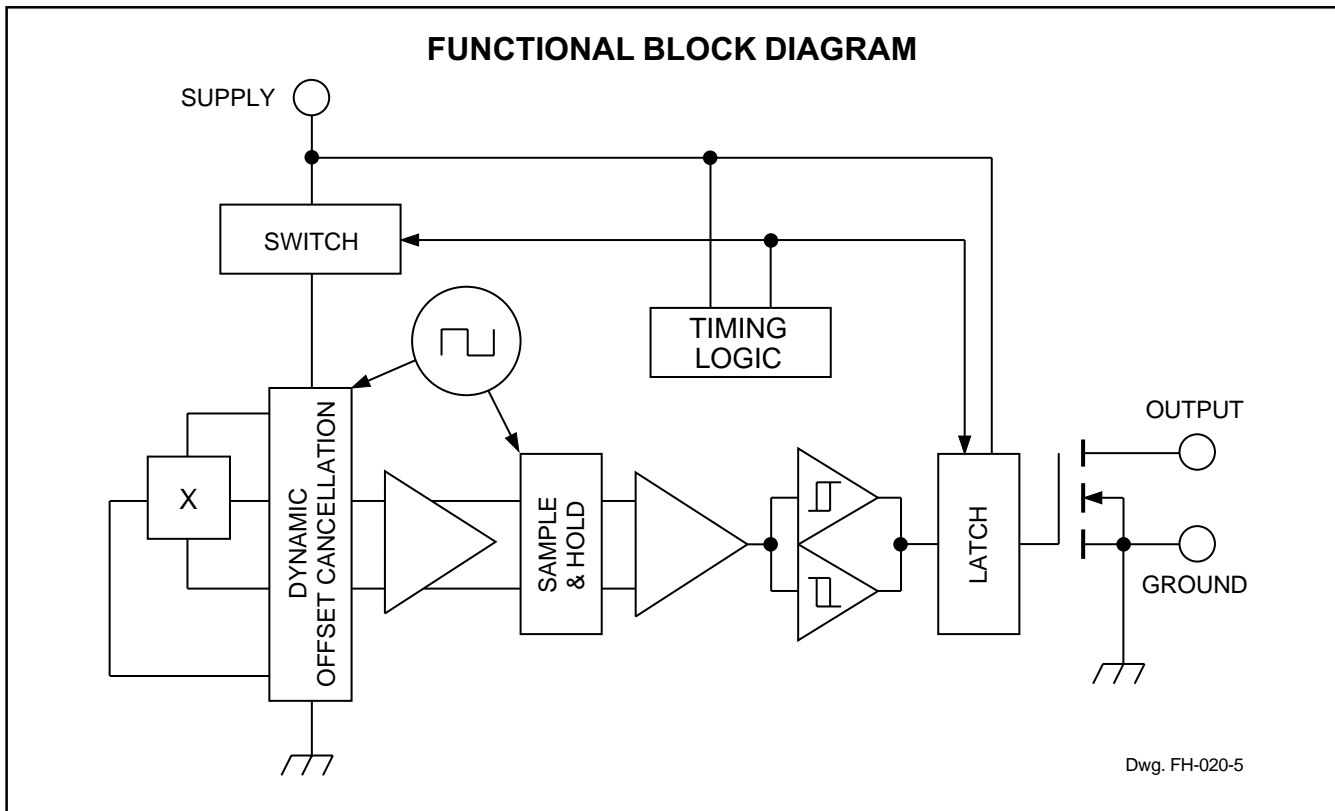 FUNCTIONAL BLOCK DIAGRAM
SUPPLY
SWITCH
TIMING
LOGIC
X
DYNAMIC
OFFSET CANCELLATION
SAMPLE
& HOLD
LATCH
OUTPUT
GROUND
Dwg. FH-020-5